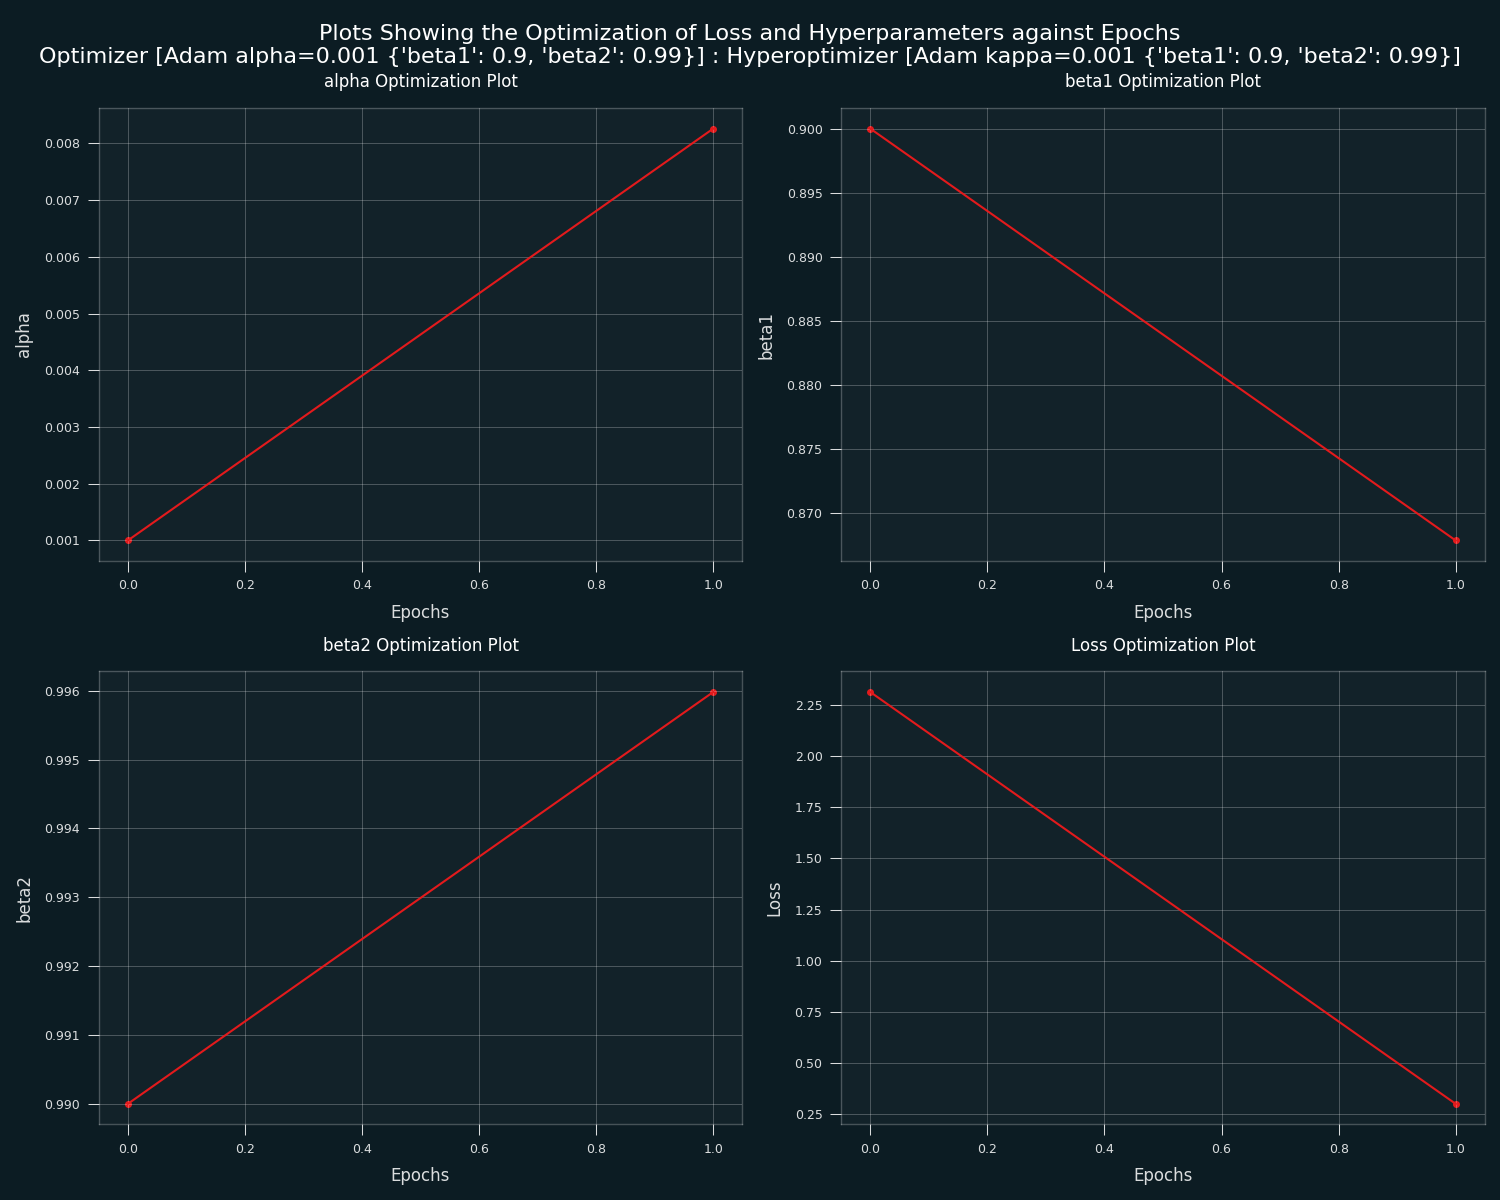 Plots Showing the Optimization of Loss and Hyperparameters against Epochs
Optimizer [Adam alpha=0.001 {'beta1': 0.9, 'beta2': 0.99}] : Hyperoptimizer [Adam kappa=0.001 {'beta1': 0.9, 'beta2': 0.99}]
alpha Optimization Plot
alpha
0.008
0.007
0.006
0.005
0.004
0.003
0.002
0.001
0.0 0.2 0.4 0.6 0.8 1.0
Epochs
beta1 Optimization Plot
beta1
0.900
0.895
0.890
0.885
0.880
0.875
0.870
0.0 0.2 0.4 0.6 0.8 1.0
Epochs
beta2 Optimization Plot
beta2
0.996
0.995
0.994
0.993
0.992
0.991
0.990
0.0 0.2 0.4 0.6 0.8 1.0
Epochs
Loss Optimization Plot
Loss
2.25
2.00
1.75
1.50
1.25
1.00
0.75
0.50
0.25
0.0 0.2 0.4 0.6 0.8 1.0
Epochs